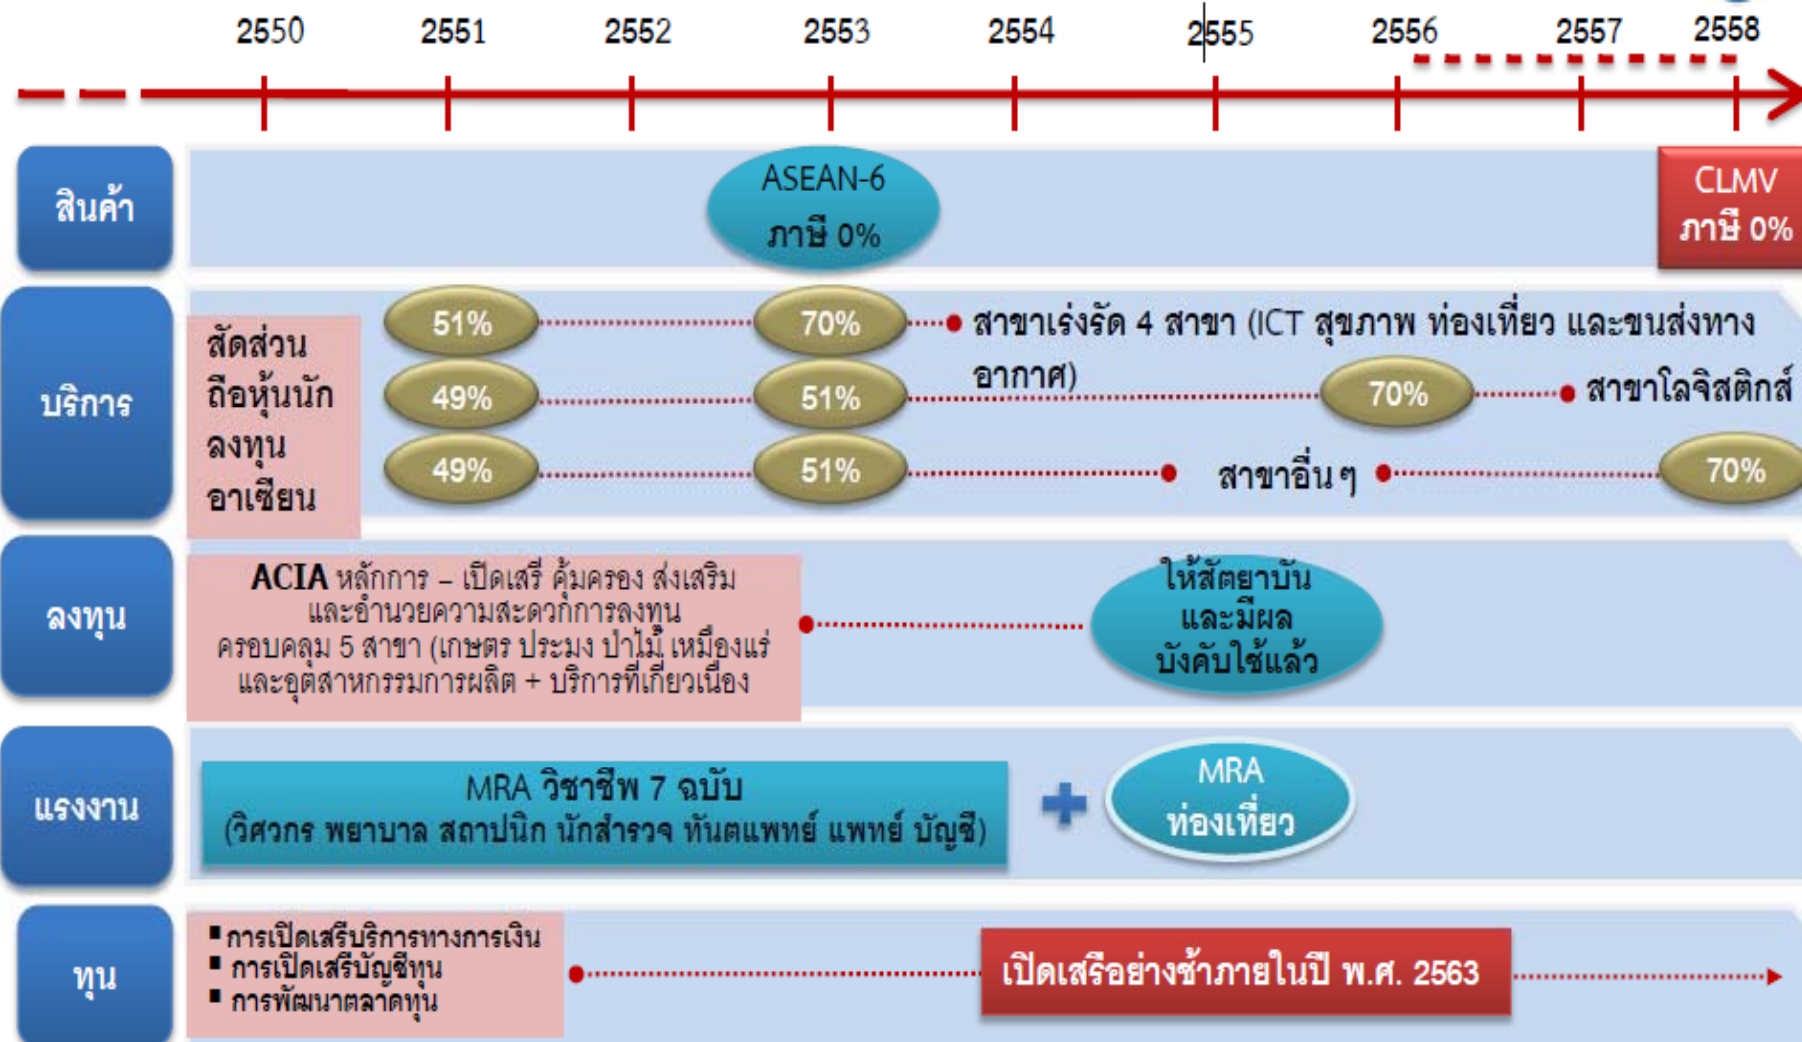 2550 2551 2552 2553 2554 2555 2556 2557 2558
สินค้า
ASEAN-6
ภาษี 0%
CLMV
ภาษี 0%
บริการ
สัดส่วน
ถือหุ้นนัก
ลงทุน
อาเซียน
51% 70% สาขาเร่งรัด 4 สาขา (ICT สุขภาพ ท่องเที่ยว และขนส่งทาง
อากาศ)
49% 51% 70% สาขาโลจิสติกส์
49% 51% สาขาอื่นๆ 70%
ลงทุน
ACIA หลักการ – เปิดเสรี คุ้มครอง ส่งเสริม
และอำนวยความสะดวกการลงทุน
ครอบคลุม 5 สาขา (เกษตร ประมง ป่าไม้ เหมืองแร่
และอุตสาหกรรมการผลิต + บริการที่เกี่ยวเนื่อง
ให้สัตยาบัน
และมีผล
บังคับใช้แล้ว
แรงงาน
MRA วิชาชีพ 7 ฉบับ
(วิศวกร พยาบาล สถาปนิก นักสำรวจ ทันตแพทย์ แพทย์ บัญชี)
MRA
ท่องเที่ยว
ทุน
▪ การเปิดเสรีบริการทางการเงิน
▪ การเปิดเสรีบัญชีทุน
▪ การพัฒนาตลาดทุน
เปิดเสรีอย่างช้าภายในปี พ.ศ. 2563